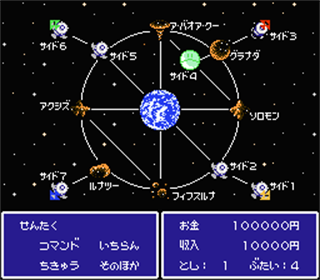 ア・バオア・クー
サイド6
サイド3
サイド5
グラナダ
サイド4
アクシズ
ソロモン
サイド2
サイド7
ルナツー
フィフスルナ
サイド1
せんたく
コマンド いちらん
ちきゅう そのほか
お金 100000円
収入 10000円
とし: 1 ぶたい:4